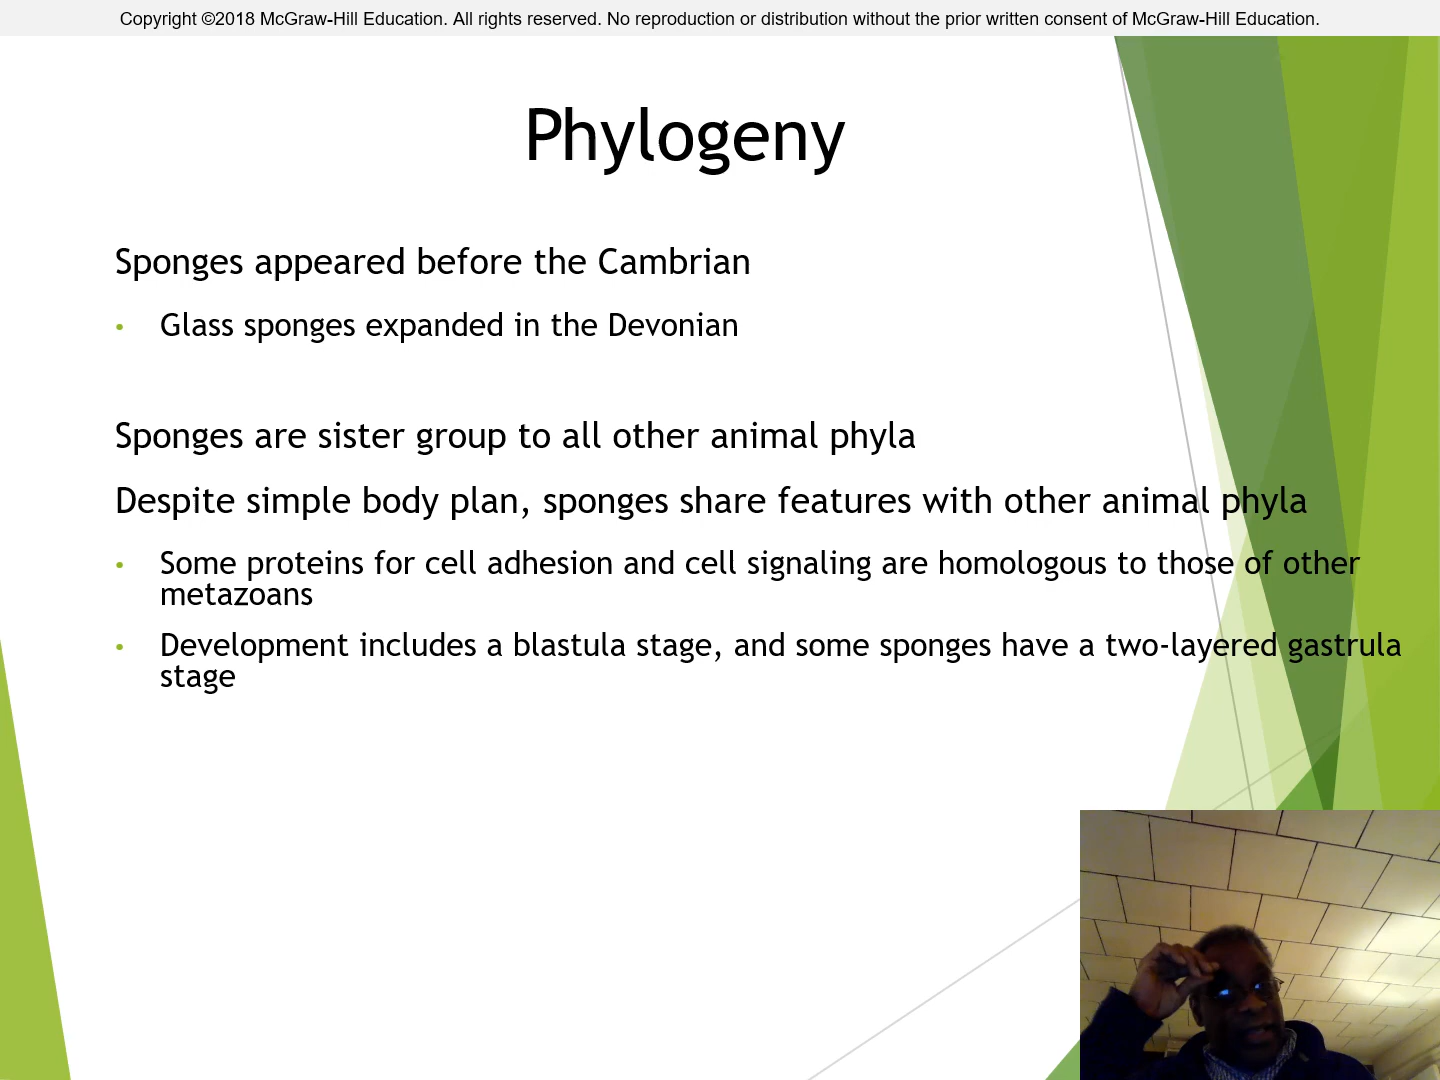 Copyright ©2018 McGraw-Hill Education. All rights reserved. No reproduction or distribution without the prior written consent of McGraw-Hill Education.
Phylogeny
Sponges appeared before the Cambrian
• Glass sponges expanded in the Devonian
Sponges are sister group to all other animal phyla
Despite simple body plan, sponges share features with other animal phyla
• Some proteins for cell adhesion and cell signaling are homologous to those of other
metazoans
• Development includes a blastula stage, and some sponges have a two-layered gastrula
stage